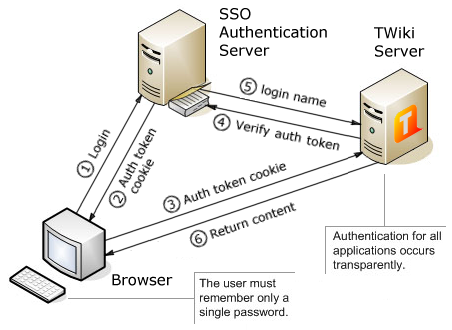 SSO
Authentication
Server
TWiki
Server
5 login name
4 Verify auth token
1 Login
2 Auth token
cookie
3 Auth token cookie
6 Return content
T
Browser
Authentication for all
applications occurs
transparently.
The user must
remember only a
single password.